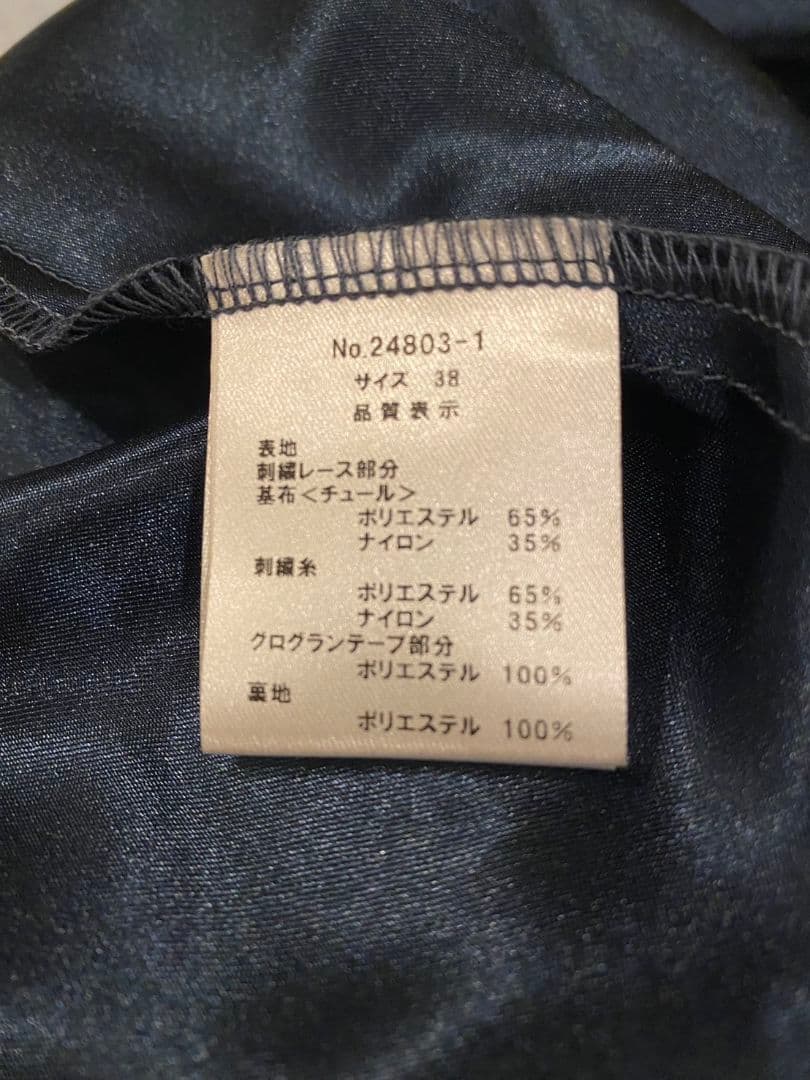 No.24803-1
サイズ 38
品質表示
表地
刺繍レース部分
基布<チュール>
ポリエステル 65%
ナイロン 35%
刺繍糸
ポリエステル 65%
ナイロン 35%
グログランテープ部分
ポリエステル 100%
裏地
ポリエステル 100%